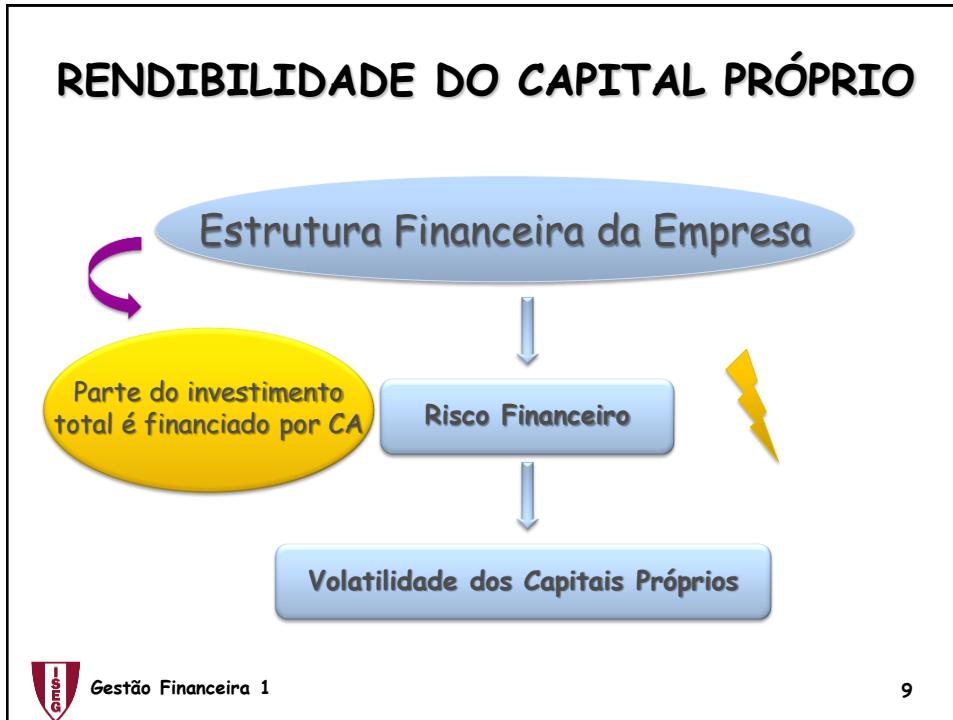 RENDIBILIDADE DO CAPITAL PRÓPRIO
Estrutura Financeira da Empresa
Parte do investimento
total é financiado por CA
Risco Financeiro
Volatilidade dos Capitais Próprios
ISEG
Gestão Financeira 1
9